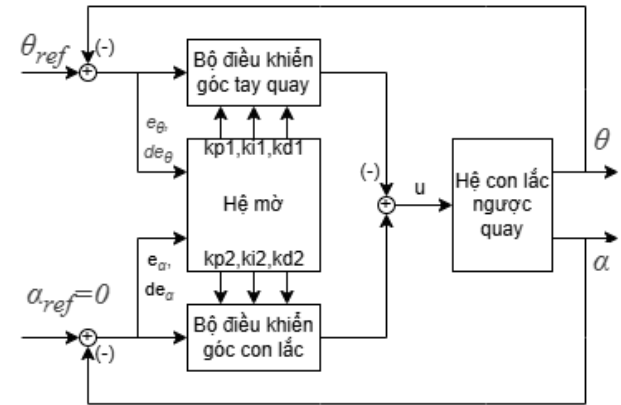 θref
(-)
Bộ điều khiển
góc tay quay
eθ,
deθ
kp1,ki1,kd1
Hệ mờ
kp2,ki2,kd2
(-)
u
Hệ con lắc
ngược
quay
θ
α
eα,
deα
αref=0
(-)
Bộ điều khiển
góc con lắc